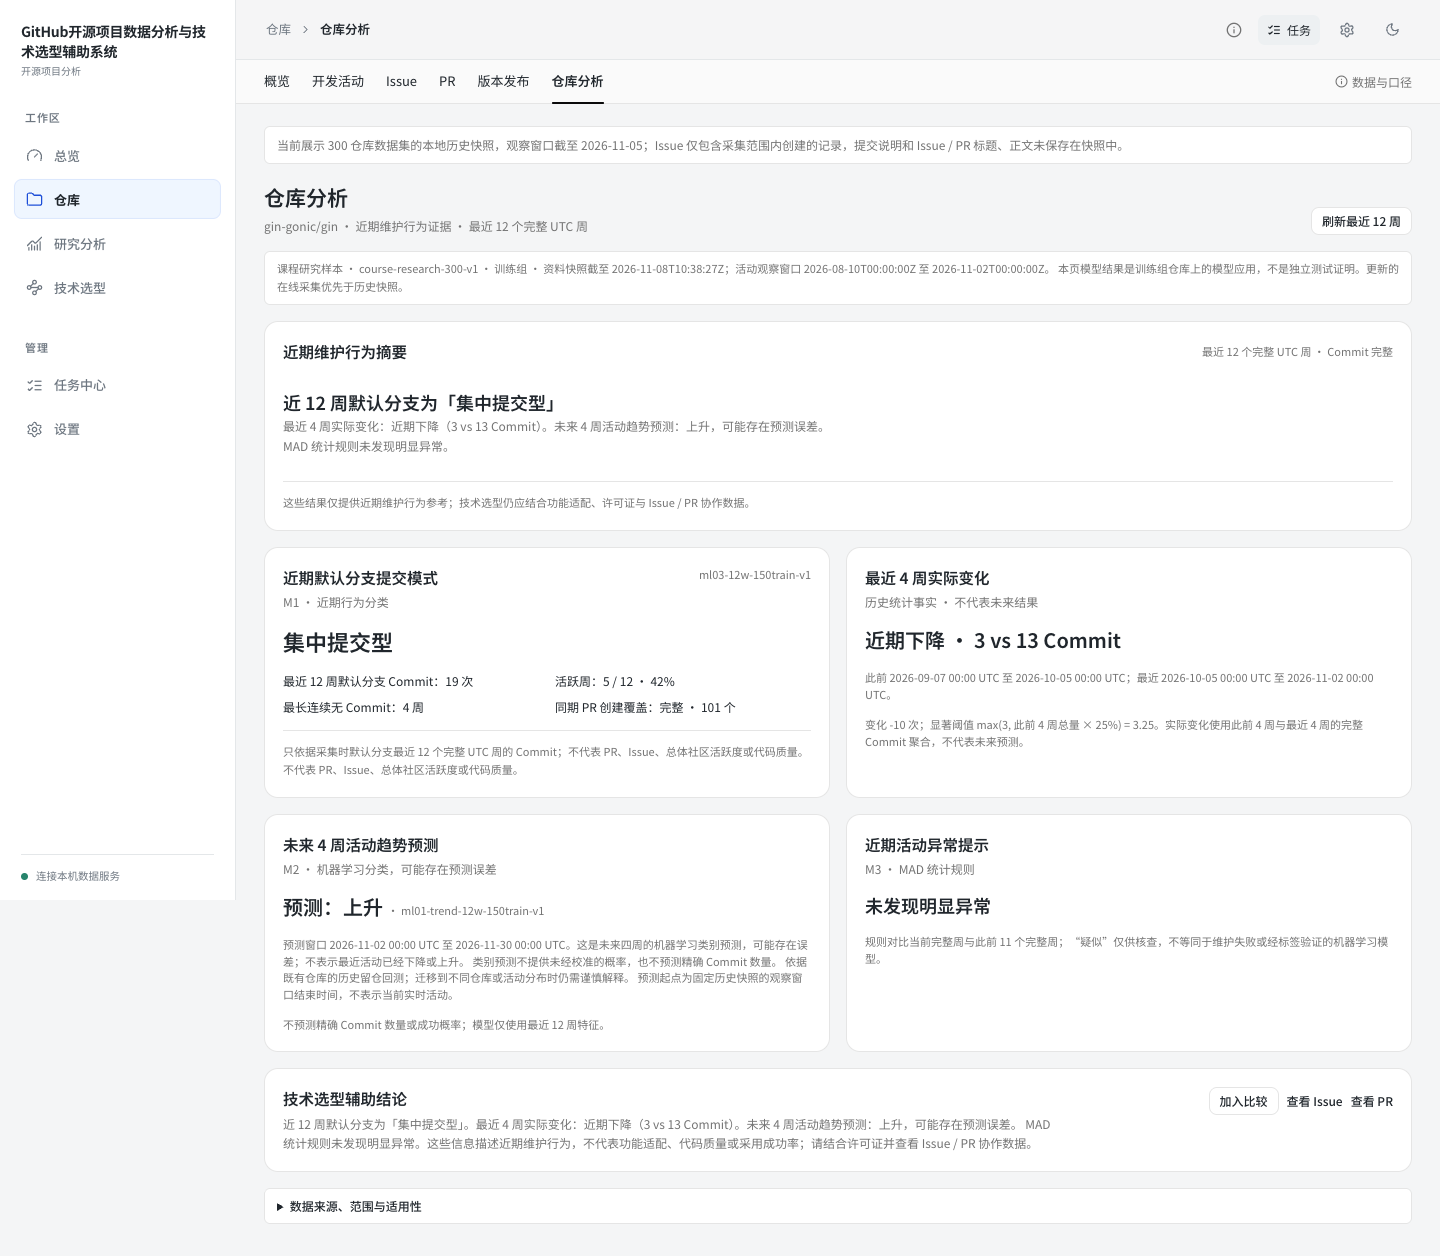 GitHub开源项目数据分析与技
术选型辅助系统
开源项目分析
工作区
总览
仓库
研究分析
技术选型
管理
任务中心
设置
连接本机数据服务
仓库 > 仓库分析
任务
概览 开发活动 Issue PR 版本发布 仓库分析
数据与口径
当前展示 300 仓库数据集的本地历史快照，观察窗口截至 2026-11-05；Issue 仅包含采集范围内创建的记录，提交说明和 Issue / PR 标题、正文未保存在快照中。
仓库分析
gin-gonic/gin · 近期维护行为证据 · 最近 12 个完整 UTC 周
刷新最近 12 周
课程研究样本 · course-research-300-v1 · 训练组 · 资料快照截至 2026-11-08T10:38:27Z；活动观察窗口 2026-08-10T00:00:00Z 至 2026-11-02T00:00:00Z。 本页模型结果是训练组仓库上的模型应用，不是独立测试证明。更新的
在线采集优先于历史快照。
近期维护行为摘要
最近 12 个完整 UTC 周 · Commit 完整
近 12 周默认分支为「集中提交型」
最近 4 周实际变化：近期下降（3 vs 13 Commit）。未来 4 周活动趋势预测：上升，可能存在预测误差。
MAD 统计规则未发现明显异常。
这些结果仅提供近期维护行为参考；技术选型仍应结合功能适配、许可证与 Issue / PR 协作数据。
近期默认分支提交模式
ml03-12w-150train-v1
M1 · 近期行为分类
集中提交型
最近 12 周默认分支 Commit：19 次
活跃周：5 / 12 · 42%
最长连续无 Commit：4 周
同期 PR 创建覆盖：完整 · 101 个
只依据采集时默认分支最近 12 个完整 UTC 周的 Commit；不代表 PR、Issue、总体社区活跃度或代码质量。
不代表 PR、Issue、总体社区活跃度或代码质量。
最近 4 周实际变化
历史统计事实 · 不代表未来结果
近期下降 · 3 vs 13 Commit
此前 2026-09-07 00:00 UTC 至 2026-10-05 00:00 UTC；最近 2026-10-05 00:00 UTC 至 2026-11-02 00:00
UTC。
变化 -10 次；显著阈值 max(3, 此前 4 周总量 × 25%) = 3.25。实际变化使用此前 4 周与最近 4 周的完整
Commit 聚合，不代表未来预测。
未来 4 周活动趋势预测
M2 · 机器学习分类，可能存在预测误差
预测：上升 · ml01-trend-12w-150train-v1
预测窗口 2026-11-02 00:00 UTC 至 2026-11-30 00:00 UTC。这是未来四周的机器学习类别预测，可能存在误
差；不表示最近活动已经下降或上升。 类别预测不提供未经校准的概率，也不预测精确 Commit 数量。 依据
既有仓库的历史留仓回测；迁移到不同仓库或活动分布时仍需谨慎解释。 预测起点为固定历史快照的观察窗
口结束时间，不表示当前实时活动。
不预测精确 Commit 数量或成功概率；模型仅使用最近 12 周特征。
近期活动异常提示
M3 · MAD 统计规则
未发现明显异常
规则对比当前完整周与此前 11 个完整周；“疑似”仅供核查，不等同于维护失败或经标签验证的机器学习模
型。
技术选型辅助结论
加入比较 查看 Issue 查看 PR
近 12 周默认分支为「集中提交型」。最近 4 周实际变化：近期下降（3 vs 13 Commit）。未来 4 周活动趋势预测：上升，可能存在预测误差。 MAD
统计规则未发现明显异常。这些信息描述近期维护行为，不代表功能适配、代码质量或采用成功率；请结合许可证并查看 Issue / PR 协作数据。
▶ 数据来源、范围与适用性